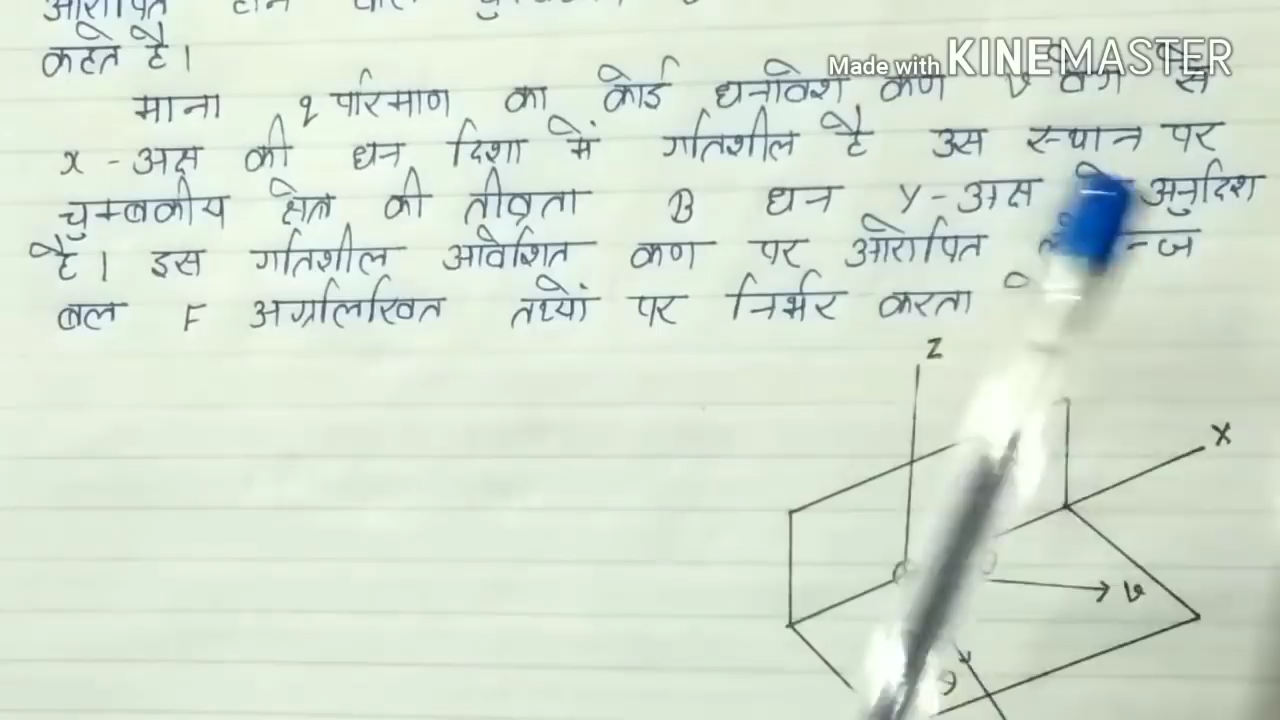 आरोपित होने वाले
कहते है।
Made with KINEMASTER
माना q परिमाण का कोई धनावेश कण v वेग से
x - अक्ष की धन दिशा में गतिशील है उस स्थान पर
चुम्बकीय क्षेत्र की तीव्रता B धन y-अक्ष के अनुदिश
है। इस गतिशील आवेशित कण पर आरोपित
बल F अग्रलिखित तथ्यों पर निर्भर करता
Z
X
v